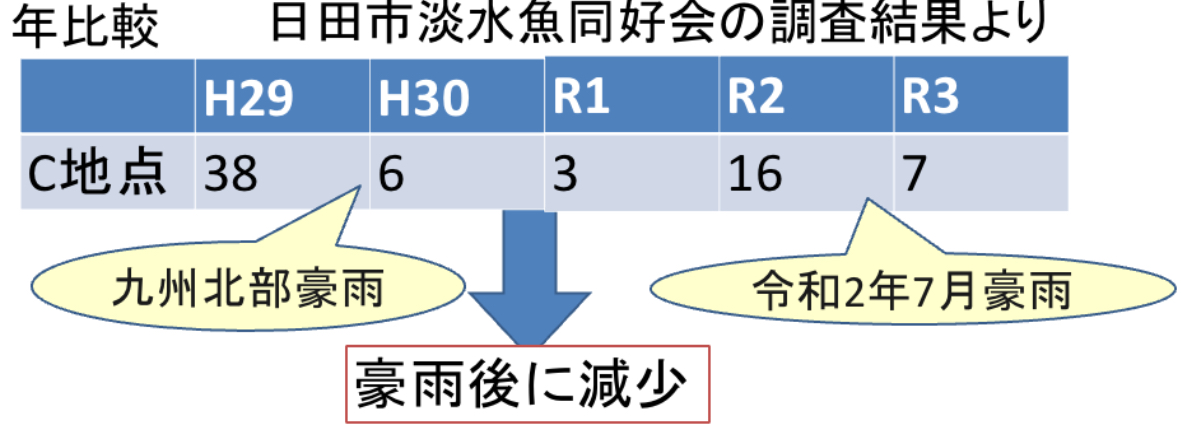 年比較 日田市淡水魚同好会の調査結果より
H29 H30 R1 R2 R3
C地点 38 6 3 16 7
九州北部豪雨 令和2年7月豪雨
豪雨後に減少